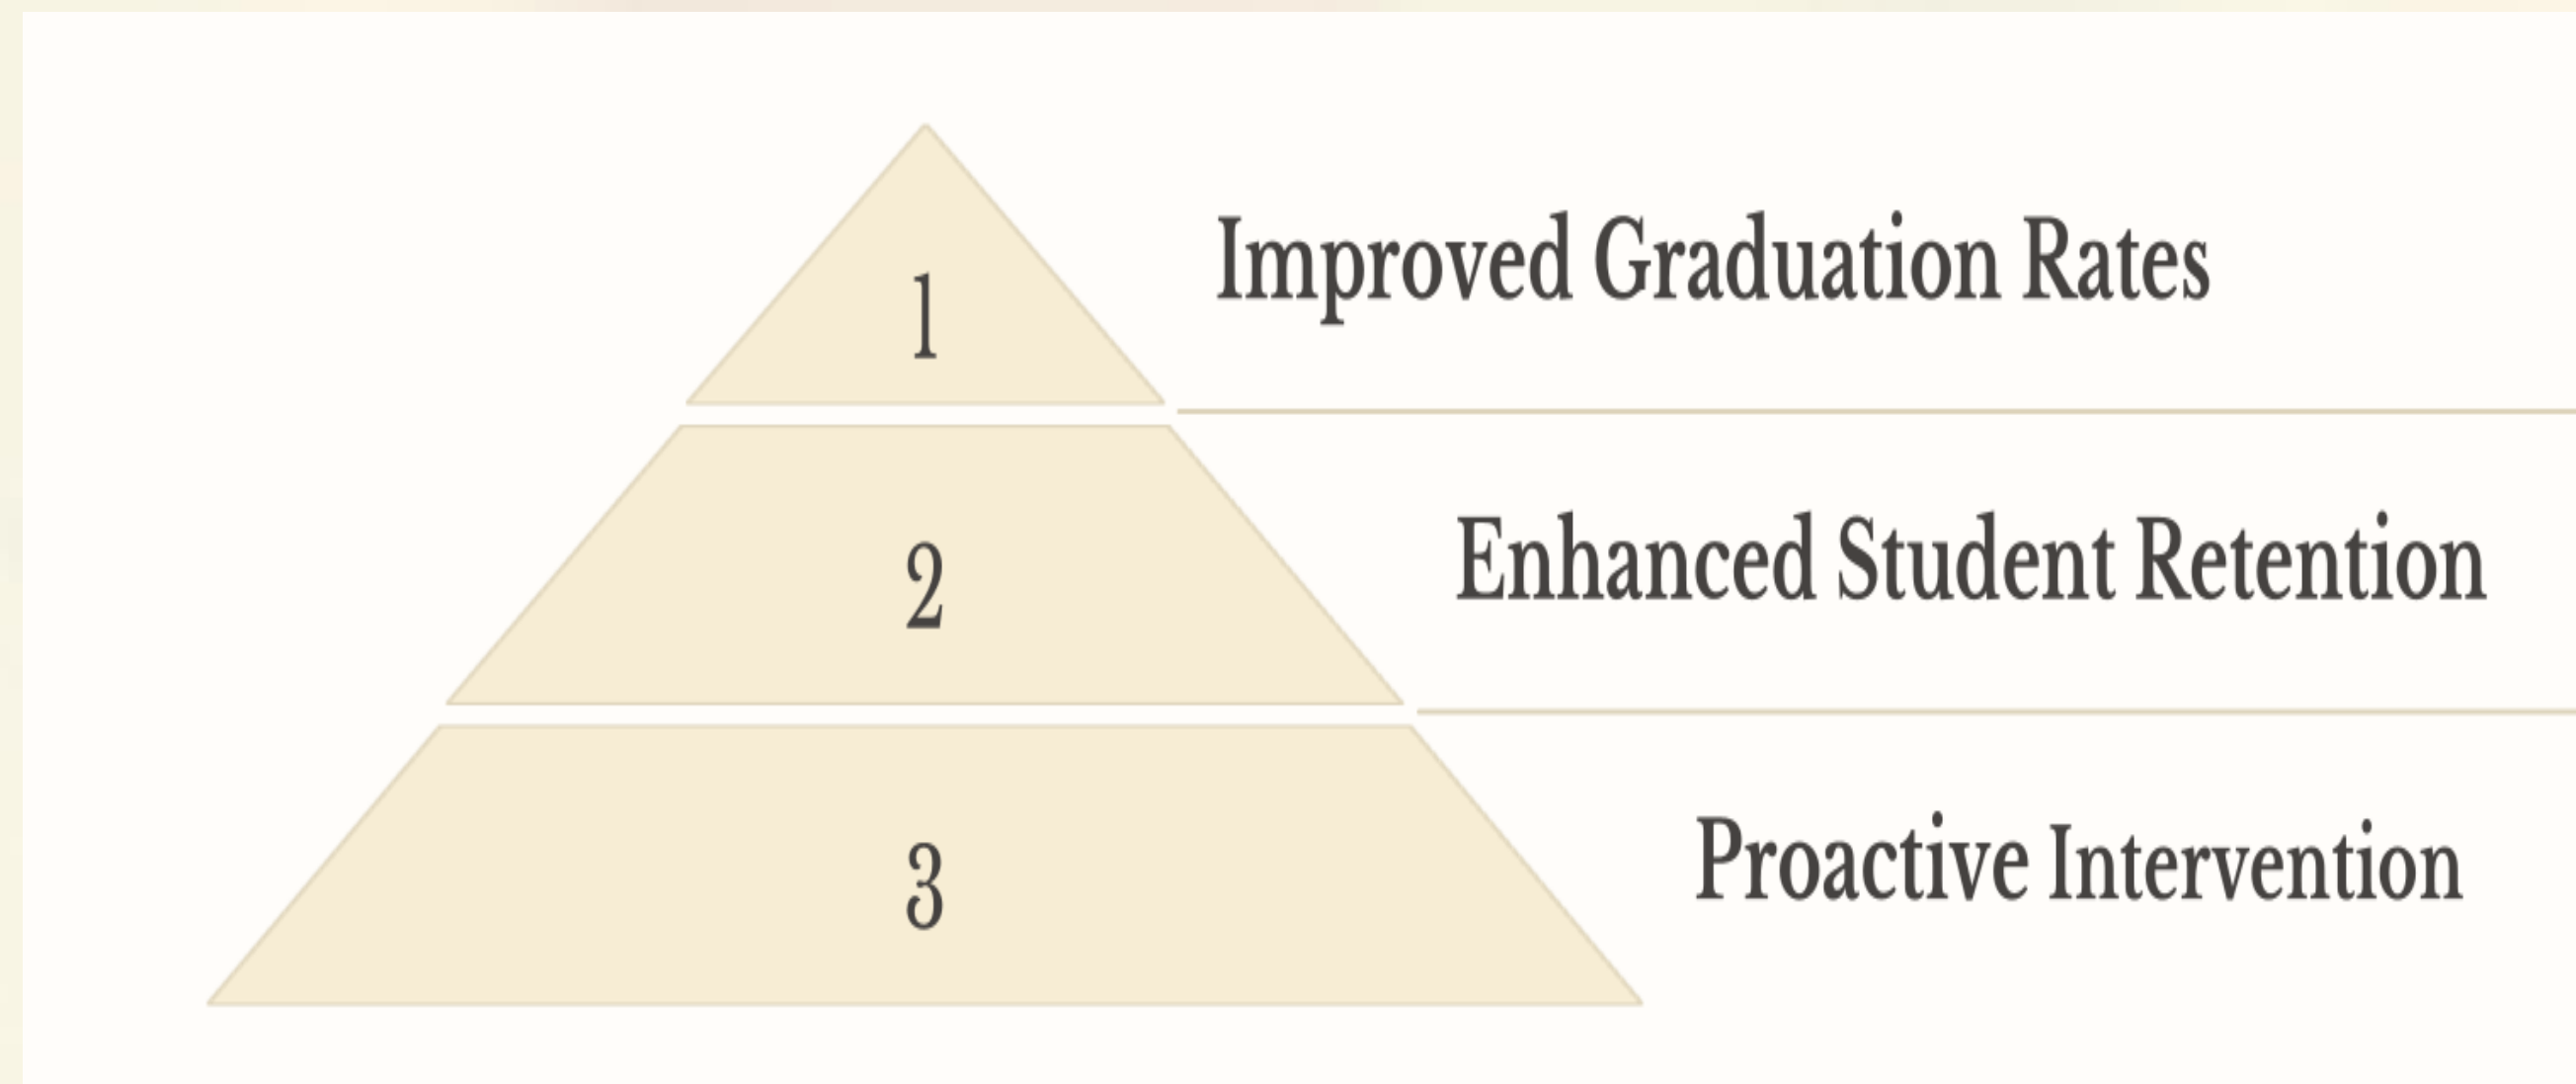 1
Improved Graduation Rates
2
Enhanced Student Retention
3
Proactive Intervention